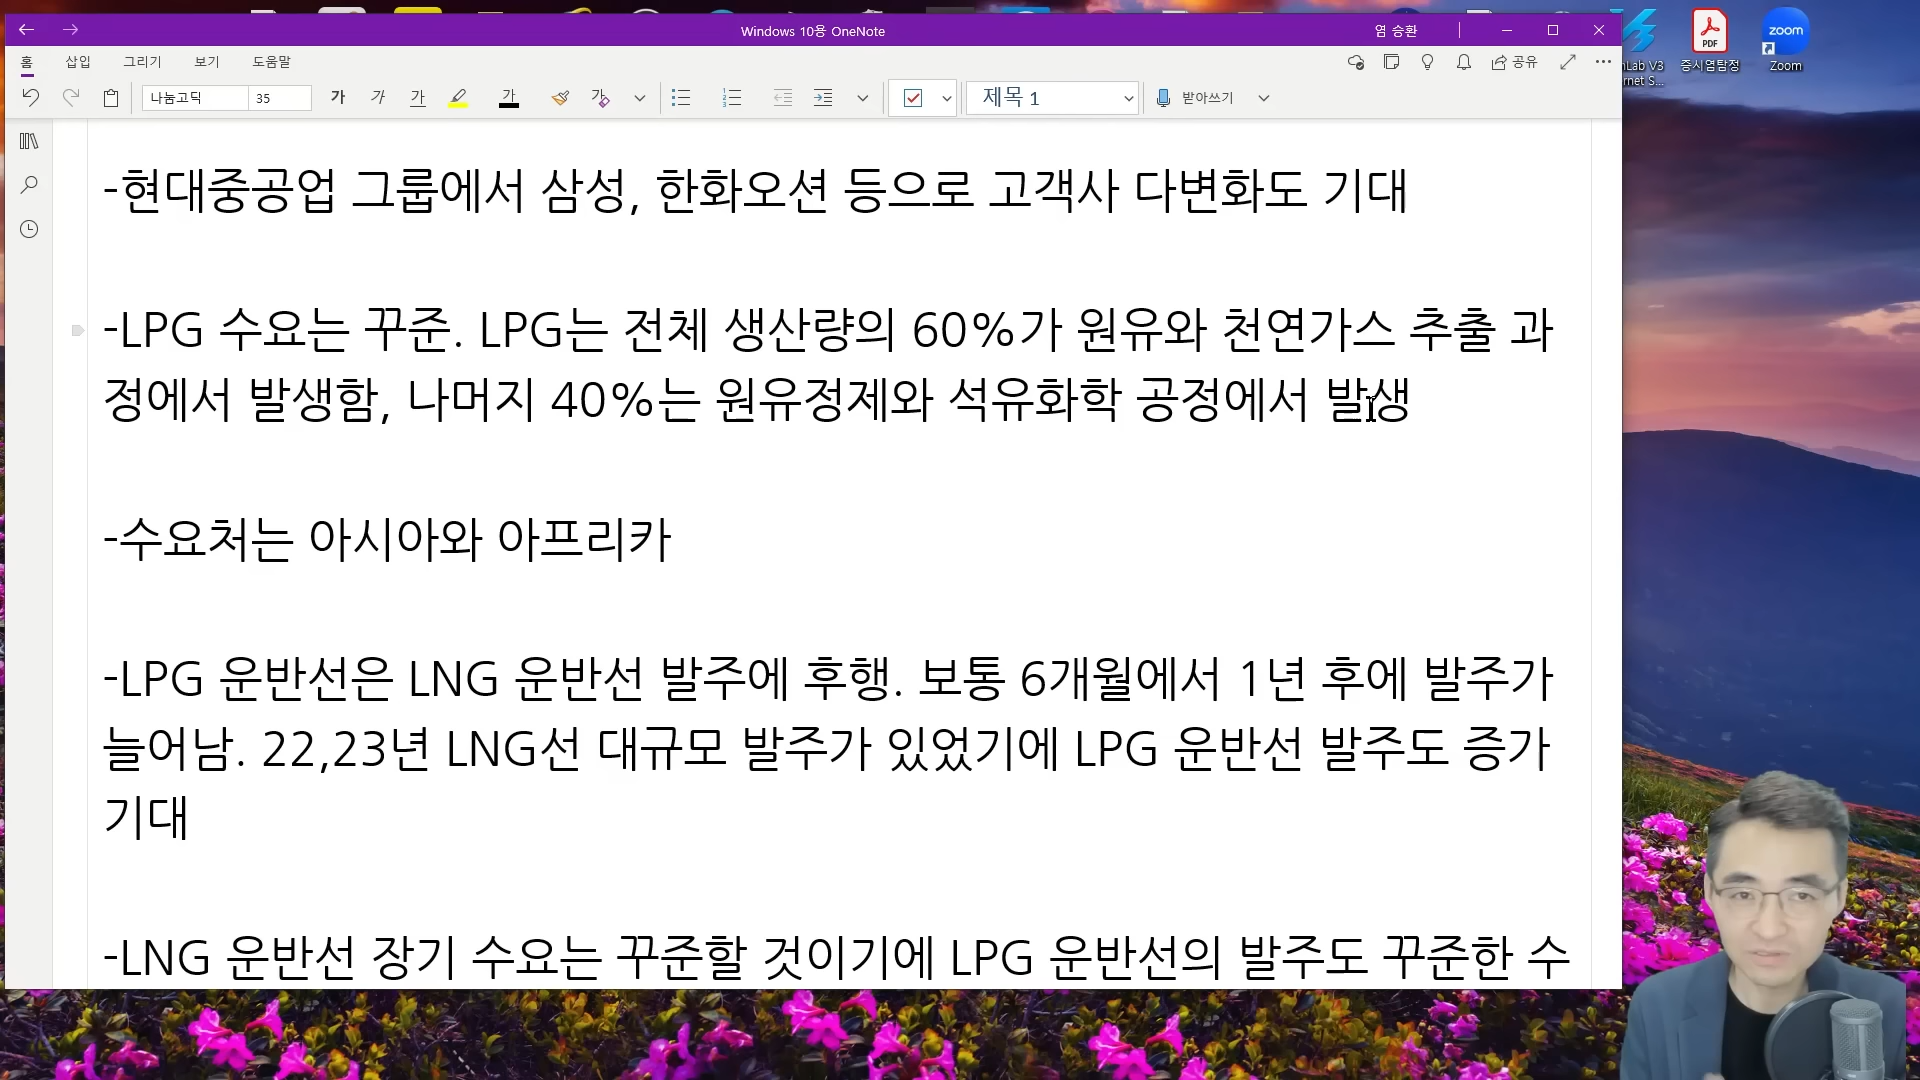 Windows 10용 OneNote
염 승환
홈 삽입 그리기 보기 도움말
공유
나눔고딕 35 가 가 가 가 가 제목 1 받아쓰기
-현대중공업 그룹에서 삼성, 한화오션 등으로 고객사 다변화도 기대
-LPG 수요는 꾸준. LPG는 전체 생산량의 60%가 원유와 천연가스 추출 과
정에서 발생함, 나머지 40%는 원유정제와 석유화학 공정에서 발생
-수요처는 아시아와 아프리카
-LPG 운반선은 LNG 운반선 발주에 후행. 보통 6개월에서 1년 후에 발주가
늘어남. 22,23년 LNG선 대규모 발주가 있었기에 LPG 운반선 발주도 증가
기대
-LNG 운반선 장기 수요는 꾸준할 것이기에 LPG 운반선의 발주도 꾸준한 수
Lab V3
rnet S...
PDF
증시염탐정
zoom
Zoom